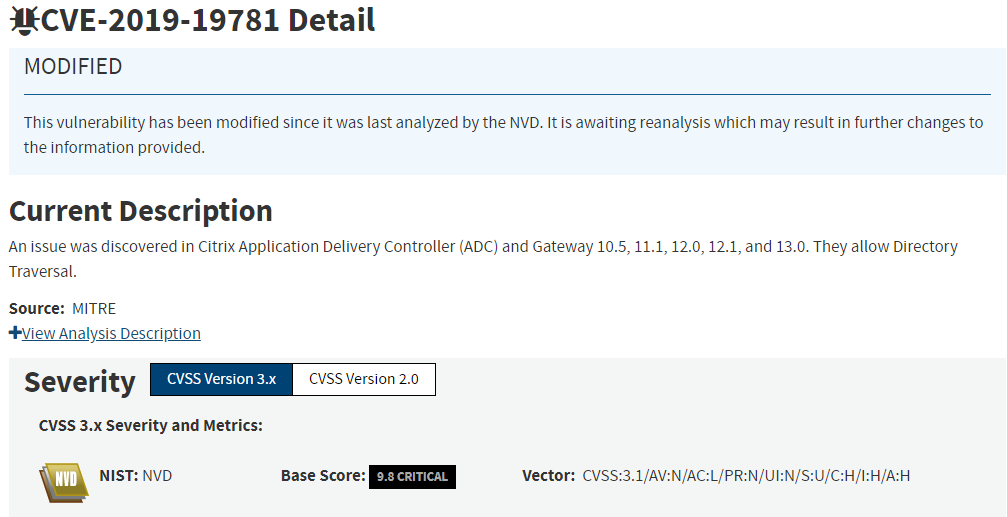 CVE-2019-19781 Detail
MODIFIED
This vulnerability has been modified since it was last analyzed by the NVD. It is awaiting reanalysis which may result in further changes to
the information provided.
Current Description
An issue was discovered in Citrix Application Delivery Controller (ADC) and Gateway 10.5, 11.1, 12.0, 12.1, and 13.0. They allow Directory
Traversal.
Source: MITRE
+View Analysis Description
Severity CVSS Version 3.x CVSS Version 2.0
CVSS 3.x Severity and Metrics:
NVD NIST: NVD Base Score: 9.8 CRITICAL Vector: CVSS:3.1/AV:N/AC:L/PR:N/UI:N/S:U/C:H/I:H/A:H